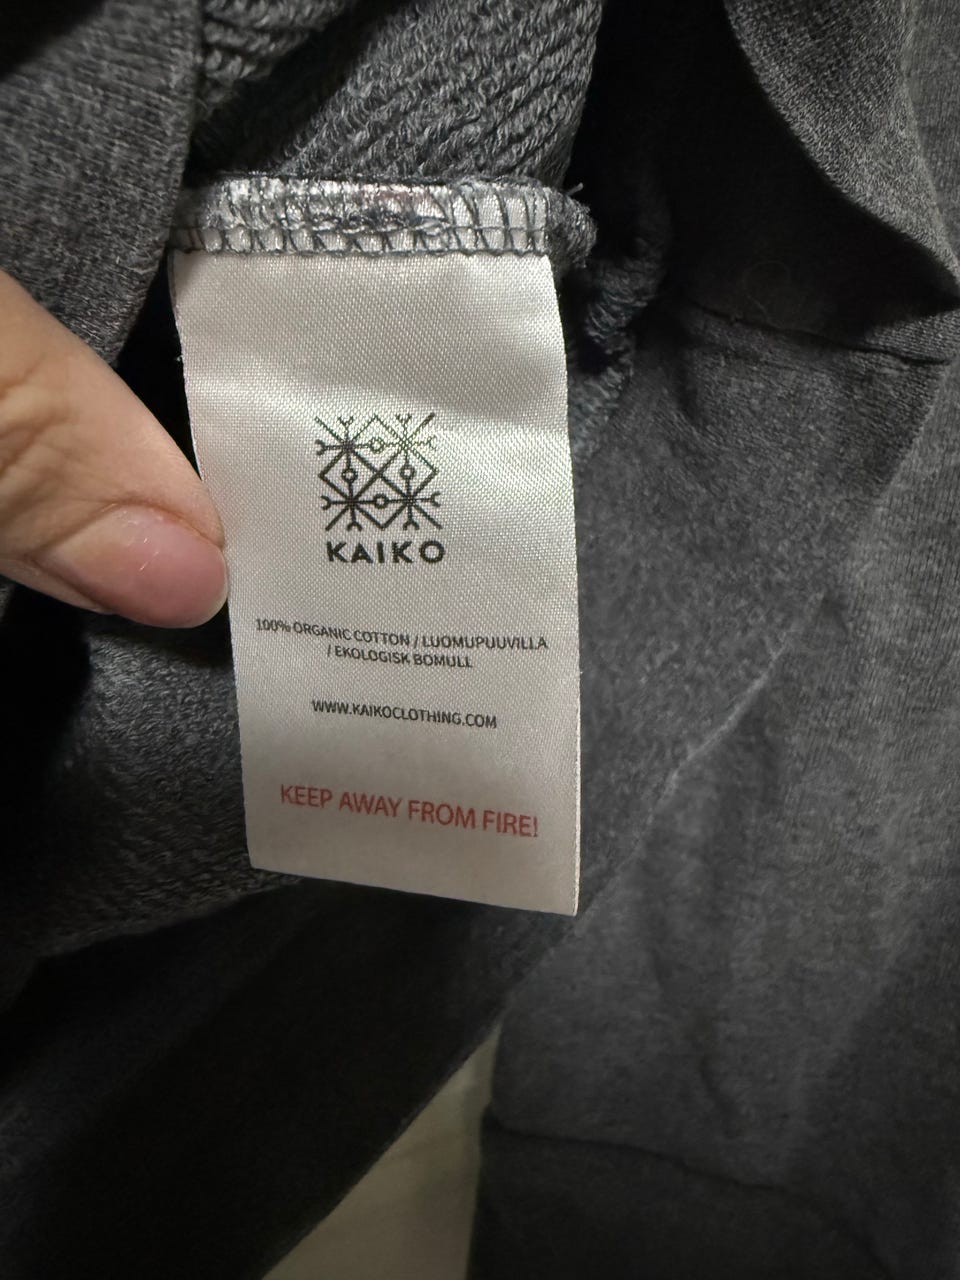 KAIKO
100% ORGANIC COTTON / LUOMUPUUVILLA
/ EKOLOGISK BOMULL
WWW.KAIKOCLOTHING.COM
KEEP AWAY FROM FIRE!